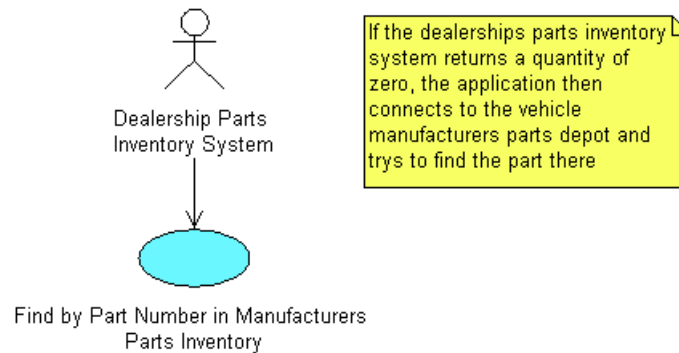 Dealership Parts
Inventory System
If the dealerships parts inventory
system returns a quantity of
zero, the application then
connects to the vehicle
manufacturers parts depot and
trys to find the part there
Find by Part Number in Manufacturers
Parts Inventory